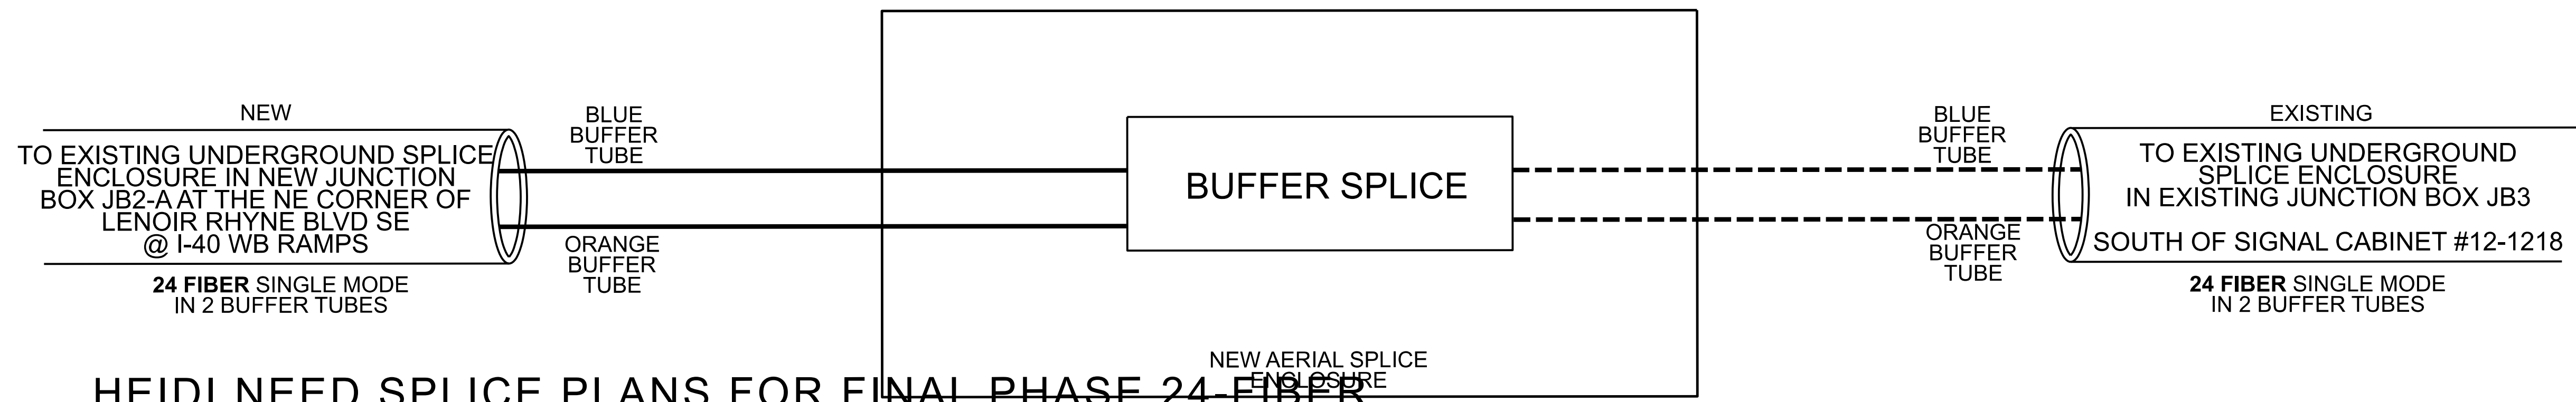 NEW
TO EXISTING UNDERGROUND SPLICE
ENCLOSURE IN NEW JUNCTION
BOX JB2-A AT THE NE CORNER OF
LENOIR RHYNE BLVD SE
@ I-40 WB RAMPS
24 FIBER SINGLE MODE
IN 2 BUFFER TUBES
BLUE
BUFFER
TUBE
ORANGE
BUFFER
TUBE
BUFFER SPLICE
NEW AERIAL SPLICE
ENCLOSURE
BLUE
BUFFER
TUBE
ORANGE
BUFFER
TUBE
EXISTING
TO EXISTING UNDERGROUND
SPLICE ENCLOSURE
IN EXISTING JUNCTION BOX JB3
SOUTH OF SIGNAL CABINET #12-1218
24 FIBER SINGLE MODE
IN 2 BUFFER TUBES
HEIDI NEED SPLICE PLANS FOR FINAL PHASE 24-FIBER